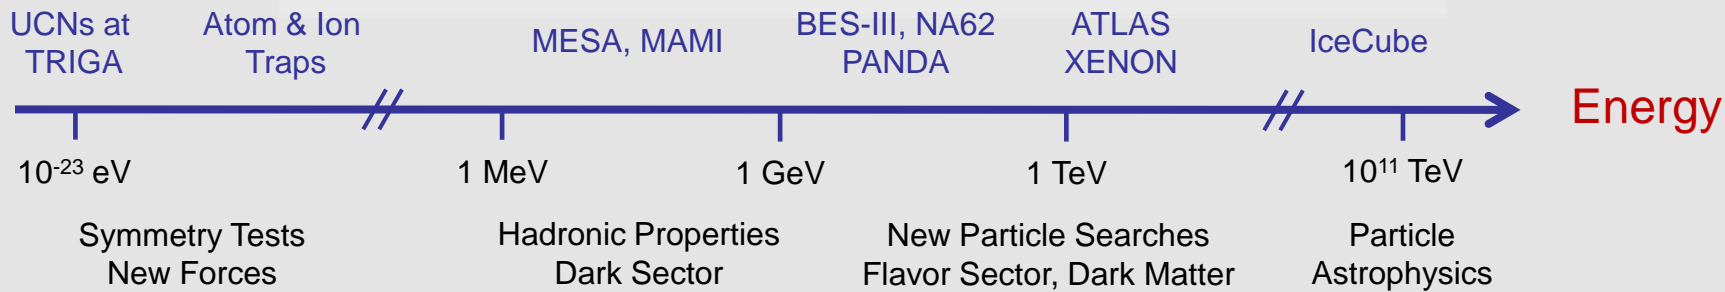 UCNs at
TRIGA
Atom & Ion
Traps
MESA, MAMI
BES-III, NA62
PANDA
ATLAS
XENON
IceCube
Energy
10⁻²³ eV
1 MeV
1 GeV
1 TeV
10¹¹ TeV
Symmetry Tests
New Forces
Hadronic Properties
Dark Sector
New Particle Searches
Flavor Sector, Dark Matter
Particle
Astrophysics